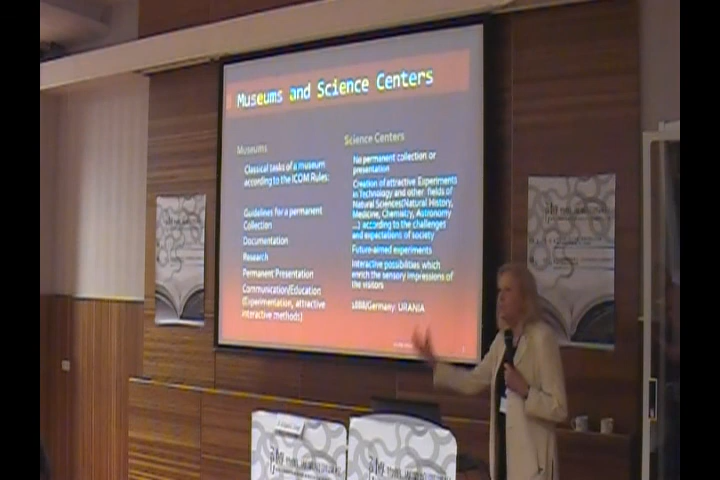 Museums and Science Centers
Museums
Classical tasks of a museum
according to the ICOM Rules:
Guidelines for a permanent
Collection
Documentation
Research
Permanent Presentation
Communication/Education
(Experimentation, attractive
interactive methods)
Science Centers
No permanent collection or
presentation
Creation of attractive Experiments
in Technology and other fields of
Natural Sciences(Natural History,
Medicine, Chemistry, Astronomy
...) according to the challenges
and expectations of society
Future-aimed experiments
Interactive possibilities which
enrich the sensory impressions of
the visitors
1888/Germany: URANIA